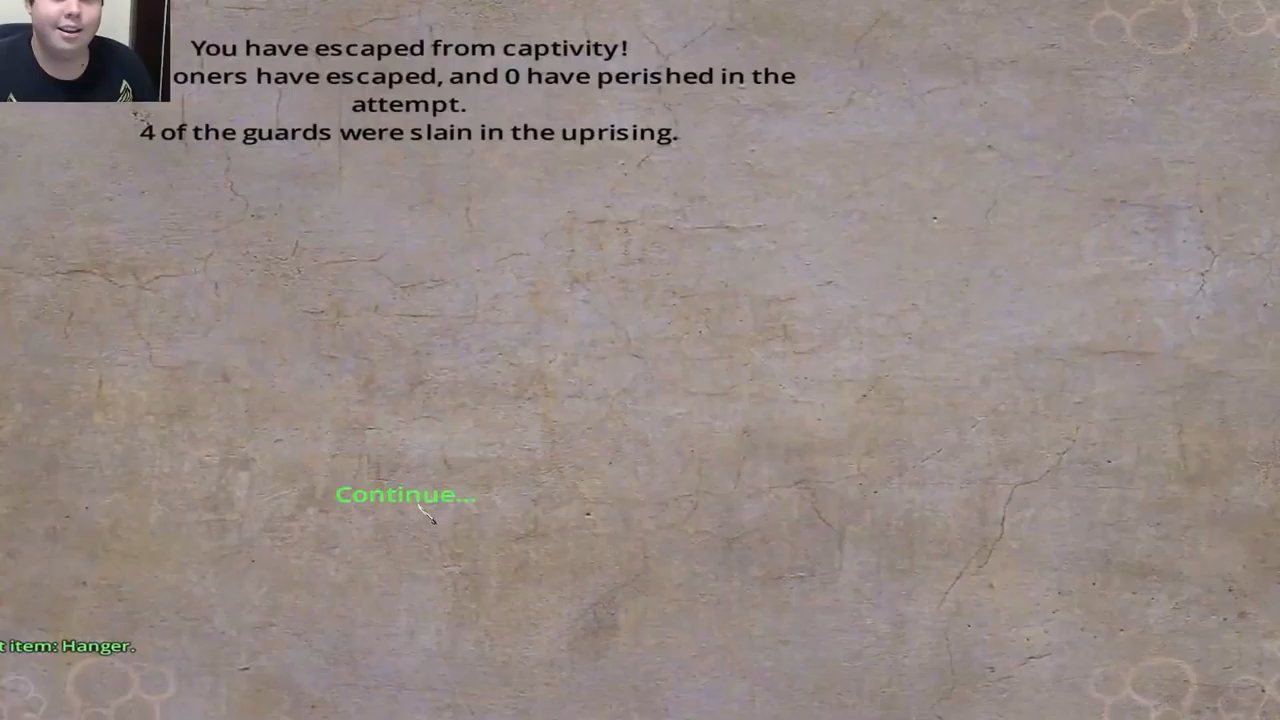 You have escaped from captivity!
oners have escaped, and 0 have perished in the
attempt.
4 of the guards were slain in the uprising.
Continue...
t item: Hanger.